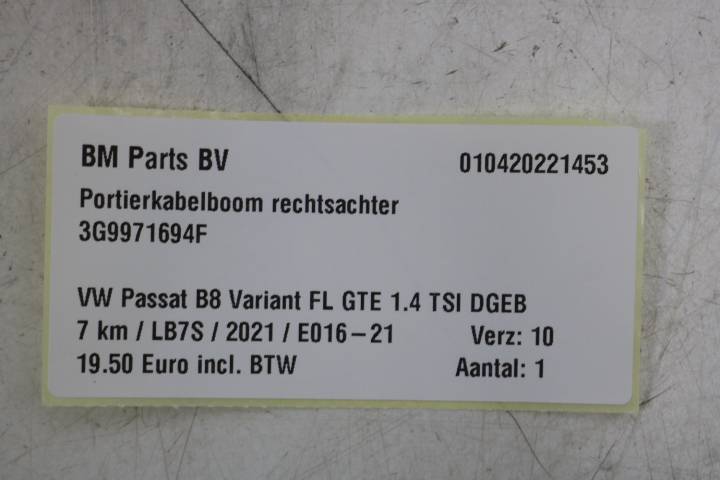 BM Parts BV 010420221453
Portierkabelboom rechtsachter
3G9971694F
VW Passat B8 Variant FL GTE 1.4 TSI DGEB
7 km / LB7S / 2021 / E016-21 Verz: 10
19.50 Euro incl. BTW Aantal: 1